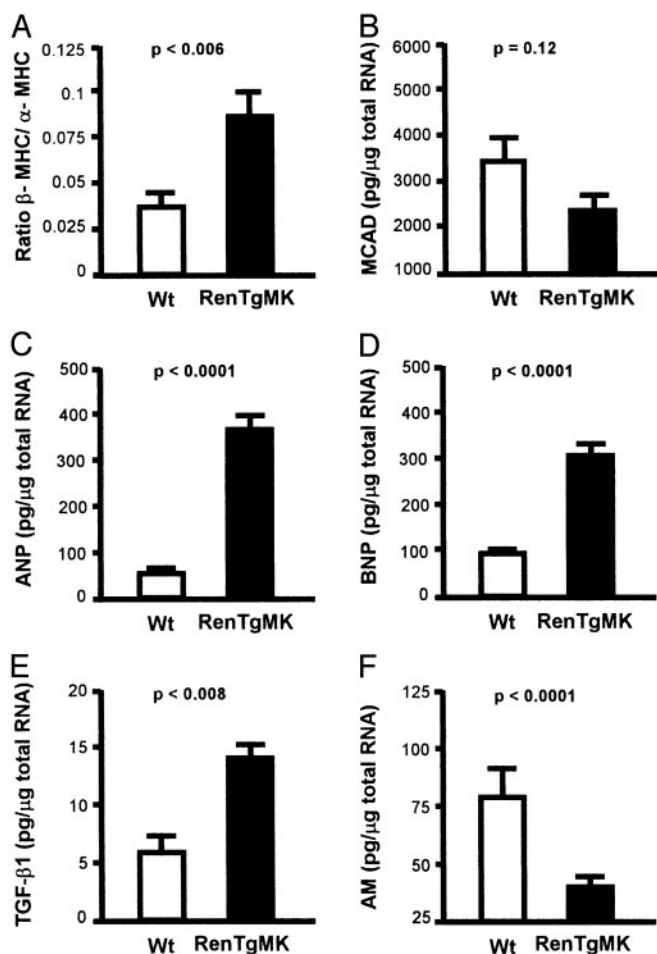 A
Ratio β- MHC/ α- MHC
0.125
0.1
0.075
0.05
0.025
0
p < 0.006
Wt
RenTgMK
B
MCAD (pg/μg total RNA)
6000
5000
4000
3000
2000
1000
p = 0.12
Wt
RenTgMK
C
ANP (pg/μg total RNA)
500
400
300
200
100
0
p < 0.0001
Wt
RenTgMK
D
BNP (pg/μg total RNA)
500
400
300
200
100
0
p < 0.0001
Wt
RenTgMK
E
TGF-β1 (pg/μg total RNA)
20
15
10
5
0
p < 0.008
Wt
RenTgMK
F
AM (pg/μg total RNA)
125
100
75
50
25
p < 0.0001
Wt
RenTgMK